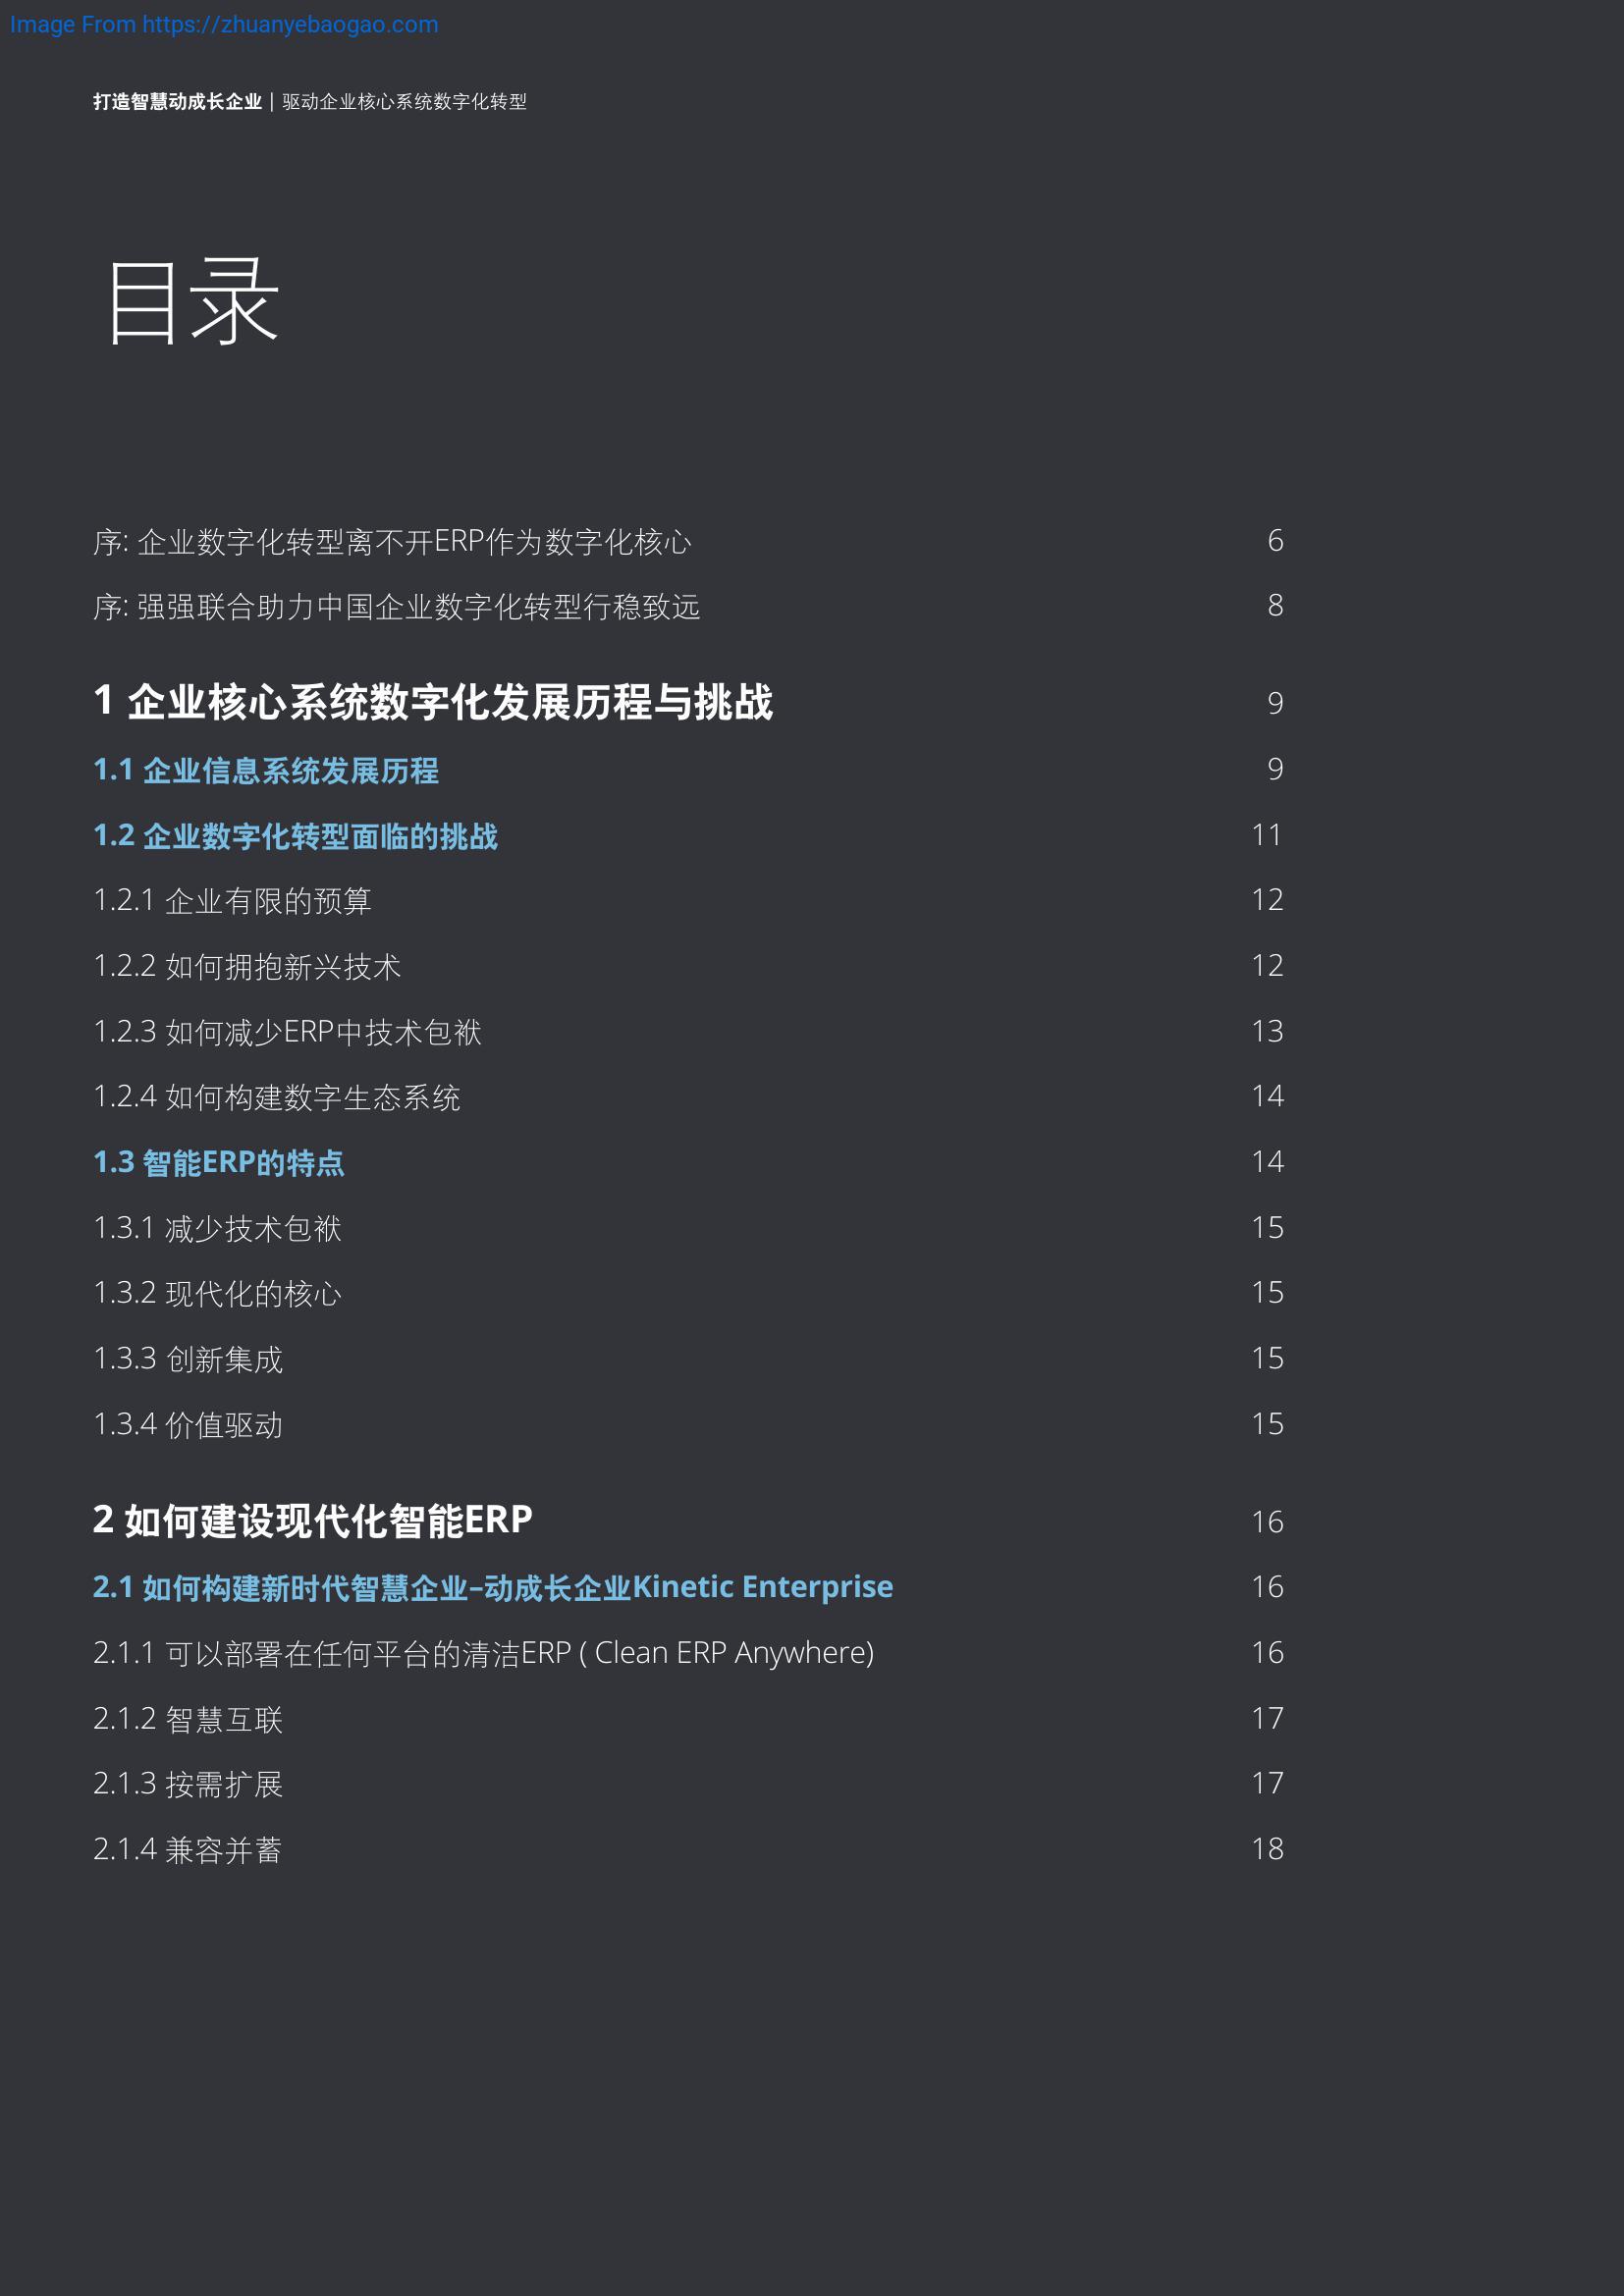 Image From https://zhuanyebaogao.com
打造智慧动成长企业 | 驱动企业核心系统数字化转型
目录
序: 企业数字化转型离不开ERP作为数字化核心 6
序: 强强联合助力中国企业数字化转型行稳致远 8
1 企业核心系统数字化发展历程与挑战 9
1.1 企业信息系统发展历程 9
1.2 企业数字化转型面临的挑战 11
1.2.1 企业有限的预算 12
1.2.2 如何拥抱新兴技术 12
1.2.3 如何减少ERP中技术包袱 13
1.2.4 如何构建数字生态系统 14
1.3 智能ERP的特点 14
1.3.1 减少技术包袱 15
1.3.2 现代化的核心 15
1.3.3 创新集成 15
1.3.4 价值驱动 15
2 如何建设现代化智能ERP 16
2.1 如何构建新时代智慧企业–动成长企业Kinetic Enterprise 16
2.1.1 可以部署在任何平台的清洁ERP ( Clean ERP Anywhere) 16
2.1.2 智慧互联 17
2.1.3 按需扩展 17
2.1.4 兼容并蓄 18